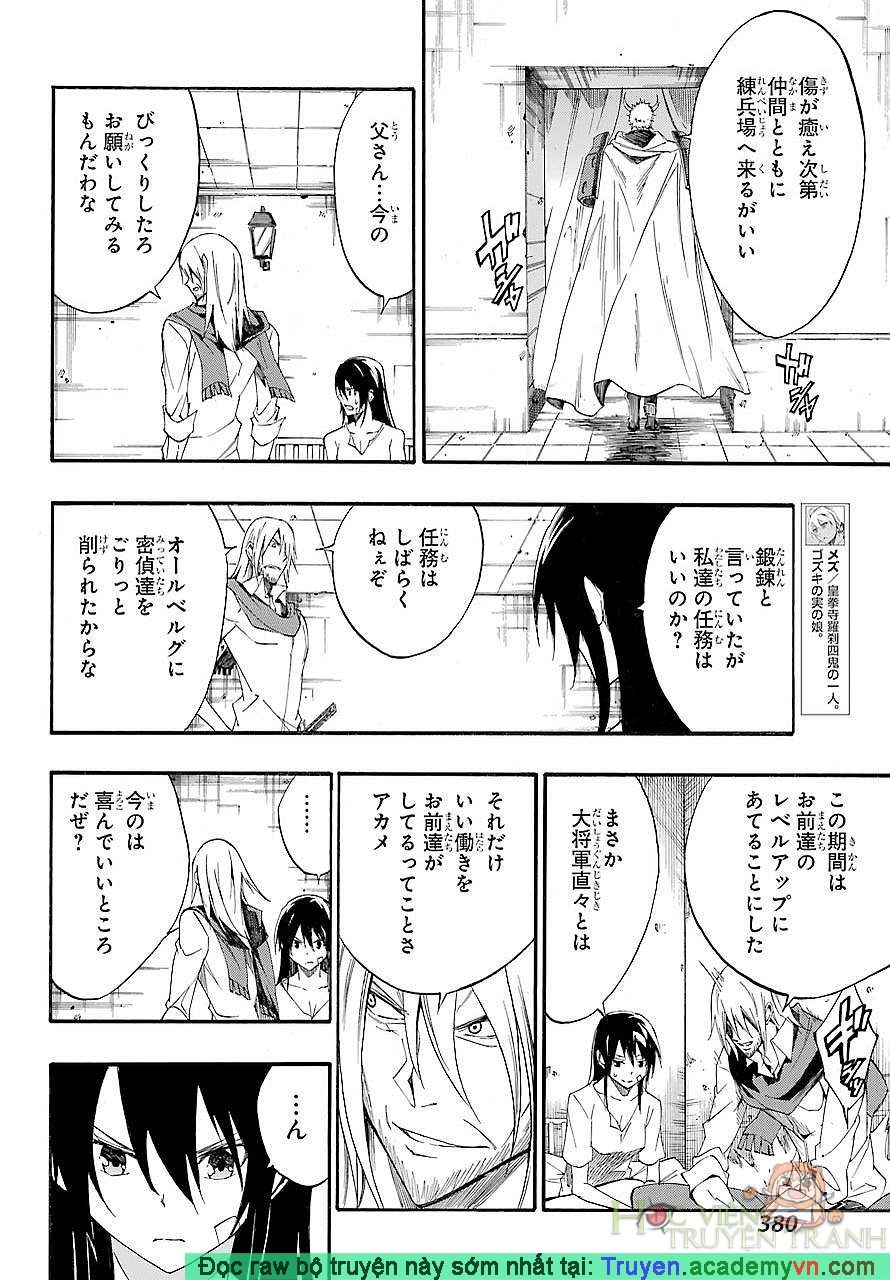 傷が癒え次第
仲間とともに
練兵場へ来るがいい
ザッ
ザッ
父さん…今の
びっくりしたろ
お願いしてみる
もんだわな
メズ／皇拳寺羅刹四鬼の一人。
ゴズキの実の娘。
鍛錬と
言っていたが
私達の任務は
いいのか？
任務は
しばらく
ねぇぞ
オールベルグに
密偵達を
ごりっと
削られたからな
この期間は
お前達の
レベルアップに
あてることにした
まさか
大将軍直々とは
それだけ
いい働きを
お前達が
してるってことさ
アカメ
……
今のは
喜んでいいところ
だぜ？
…ん
380
HỌC VIỆN
TRUYỆN TRANH
Đọc raw bộ truyện này sớm nhất tại: Truyen.academyvn.com